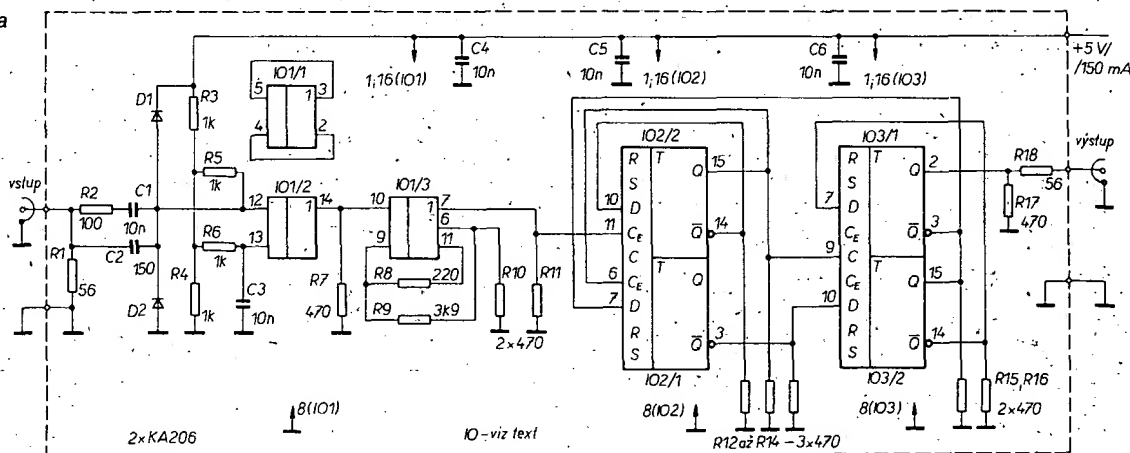 a
+5 V/
/150 mA
C4
10n
C5
10n
C6
10n
1;16(IO1)
1;16(IO2)
1;16(IO3)
IO1/1
5
1
3
4
2
D1
R3
1k
R5
1k
vstup
R2
100
C1
10n
C2
150
R1
56
D2
R4
1k
R6
1k
C3
10n
IO1/2
12
13
1
14
R7
470
IO1/3
10
9
1
7
6
11
R8
220
R9
3k9
R10
R11
2×470
IO2/2
R
S
D
CE
C
CE
D
R
S
T
T
Q
Q
Q
Q
10
11
6
7
15
14
3
IO2/1
8(IO2)
R12 až R14 - 3×470
IO3/1
R
S
D
CE
C
CE
D
R
S
T
T
Q
Q
Q
Q
7
9
10
2
3
15
14
IO3/2
8(IO3)
R15,R16
2×470
R18
56
R17
470
výstup
8(IO1)
2×KA206
IO-viz text